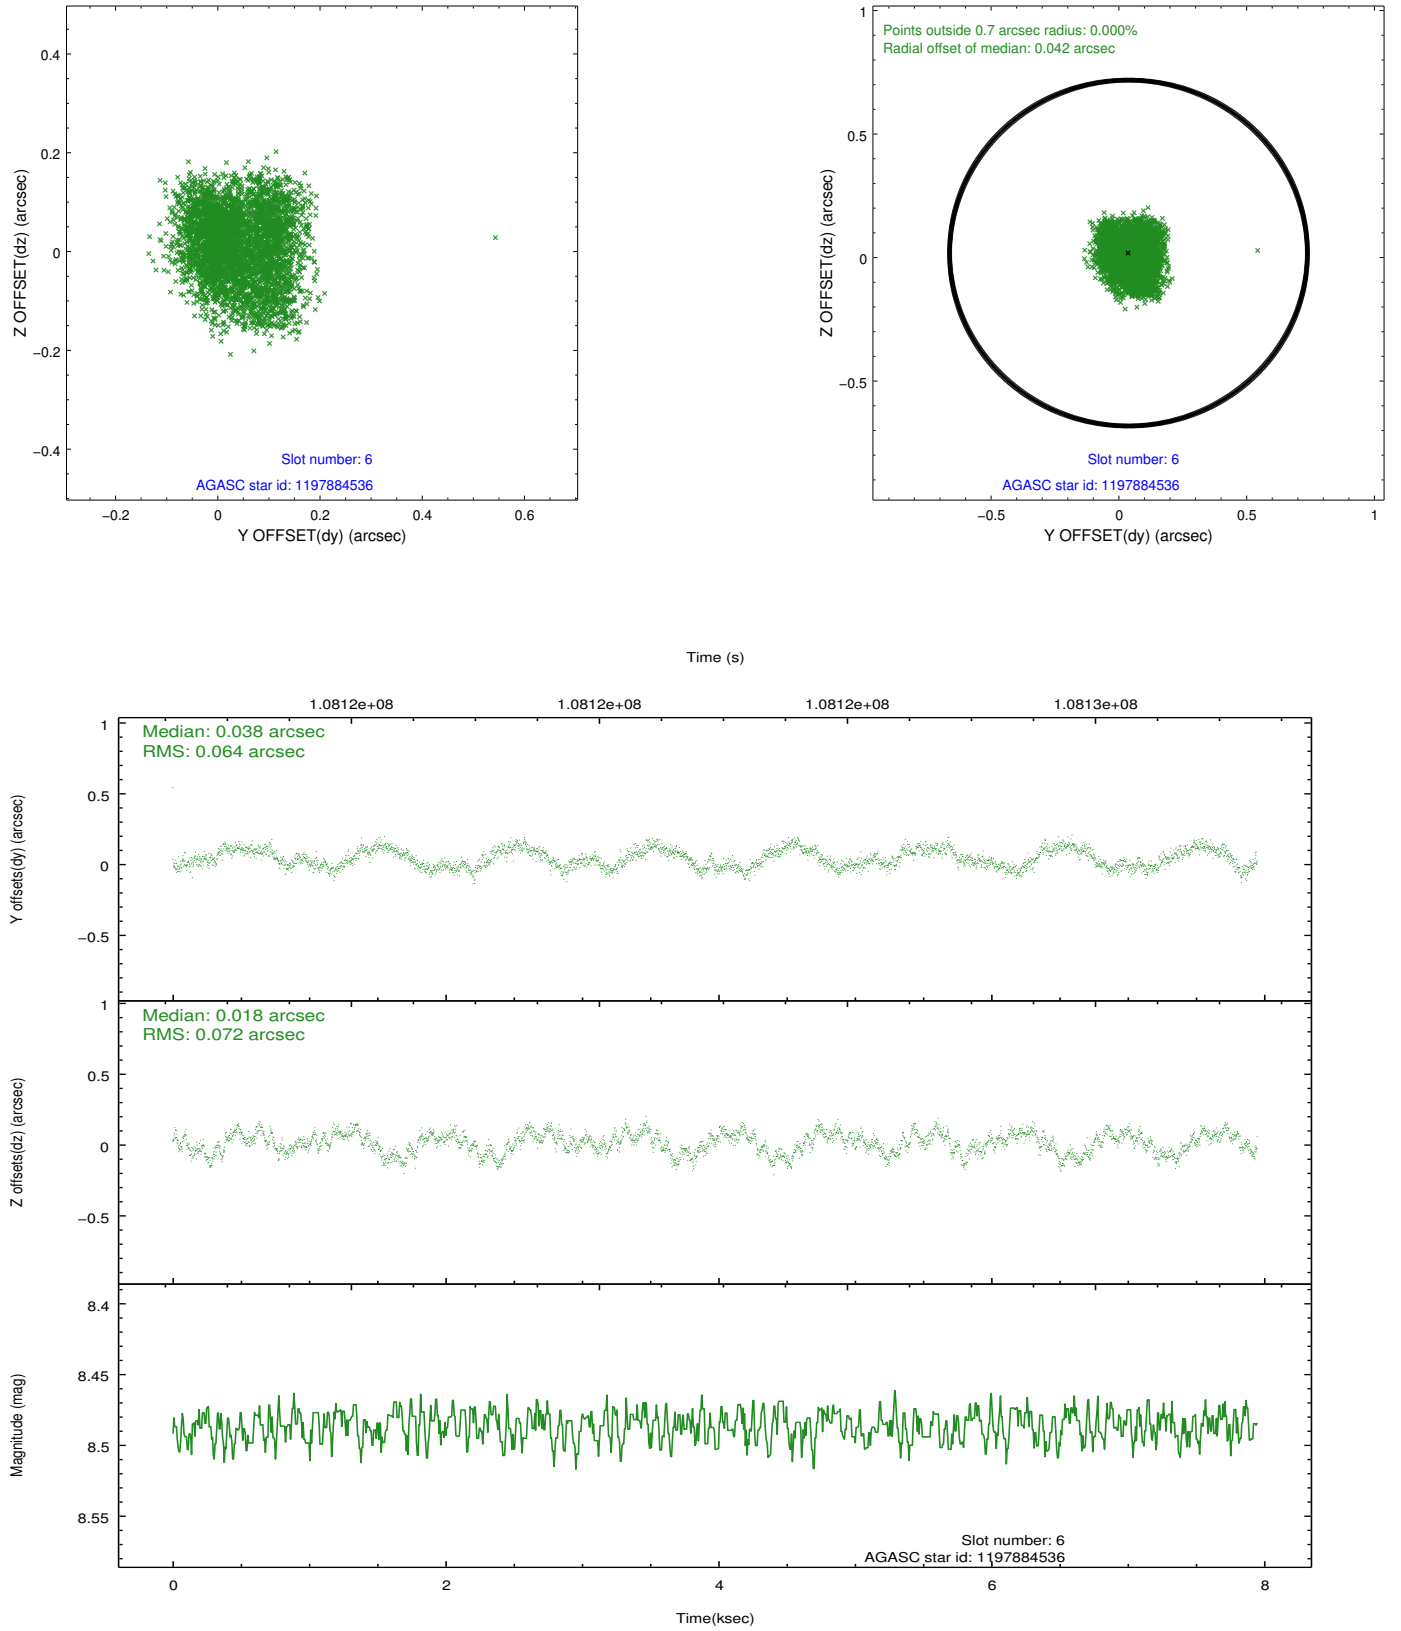 0.4
0.2
0
−0.2
−0.4
Z OFFSET(dz) (arcsec)
Slot number: 6
AGASC star id: 1197884536
−0.2 0 0.2 0.4 0.6
Y OFFSET(dy) (arcsec)
Points outside 0.7 arcsec radius: 0.000%
Radial offset of median: 0.042 arcsec
1
0.5
0
−0.5
Z OFFSET(dz) (arcsec)
Slot number: 6
AGASC star id: 1197884536
−0.5 0 0.5 1
Y OFFSET(dy) (arcsec)
Time (s)
1.0812e+08 1.0812e+08 1.0812e+08 1.0813e+08
Median: 0.038 arcsec
RMS: 0.064 arcsec
1
0.5
0
−0.5
Y offsets(dy) (arcsec)
Median: 0.018 arcsec
RMS: 0.072 arcsec
1
0.5
0
−0.5
Z offsets(dz) (arcsec)
8.4
8.45
8.5
8.55
Magnitude (mag)
Slot number: 6
AGASC star id: 1197884536
0 2 4 6 8
Time(ksec)